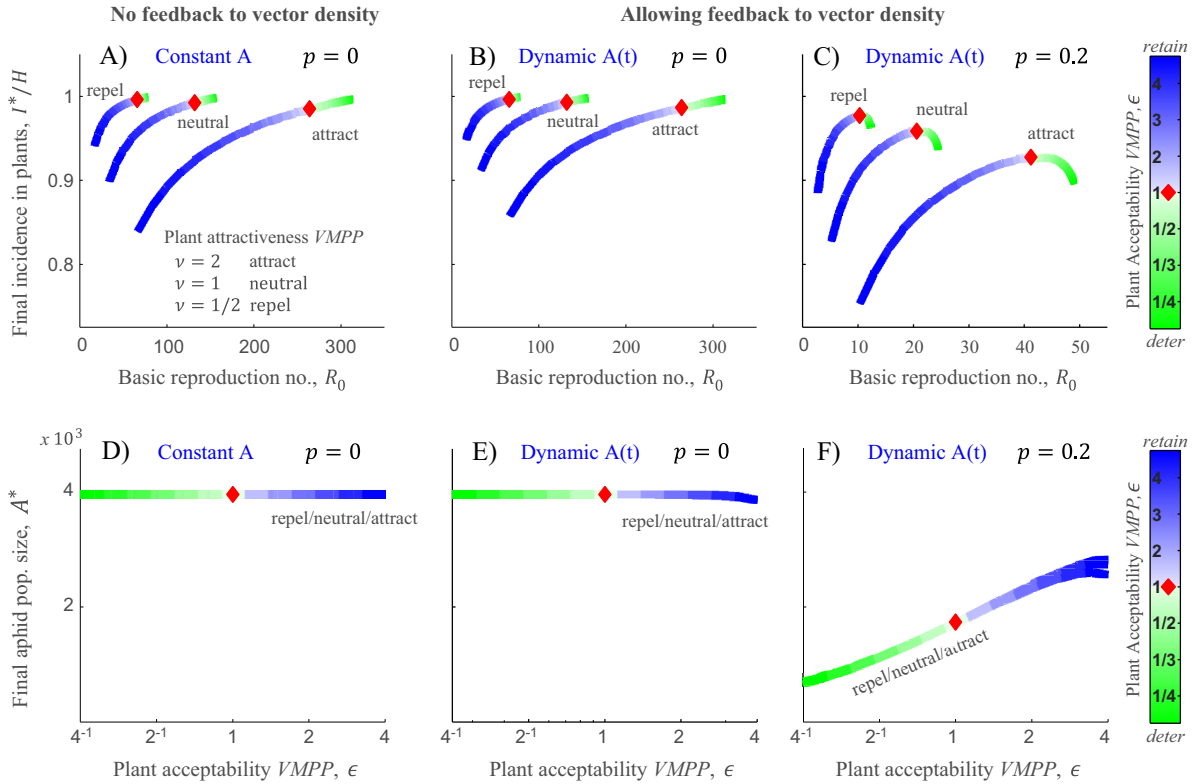 No feedback to vector density
Allowing feedback to vector density
A) Constant A p = 0
B) Dynamic A(t) p = 0
C) Dynamic A(t) p = 0.2
Final incidence in plants, I*/H
1
0.9
0.8
repel
neutral
attract
Plant attractiveness VMPP
ν = 2 attract
ν = 1 neutral
ν = 1/2 repel
0 100 200 300
Basic reproduction no., R₀
repel
neutral
attract
0 100 200 300
Basic reproduction no., R₀
repel
neutral
attract
0 10 20 30 40 50
Basic reproduction no., R₀
retain
4
3
2
1
1/2
1/3
1/4
deter
Plant Acceptability VMPP, ϵ
D) Constant A p = 0
E) Dynamic A(t) p = 0
F) Dynamic A(t) p = 0.2
Final aphid pop. size, A*
x 10³
4
2
repel/neutral/attract
4⁻¹ 2⁻¹ 1 2 4
Plant acceptability VMPP, ϵ
repel/neutral/attract
4⁻¹ 2⁻¹ 1 2 4
Plant acceptability VMPP, ϵ
repel/neutral/attract
4⁻¹ 2⁻¹ 1 2 4
Plant acceptability VMPP, ϵ
retain
4
3
2
1
1/2
1/3
1/4
deter
Plant Acceptability VMPP, ϵ